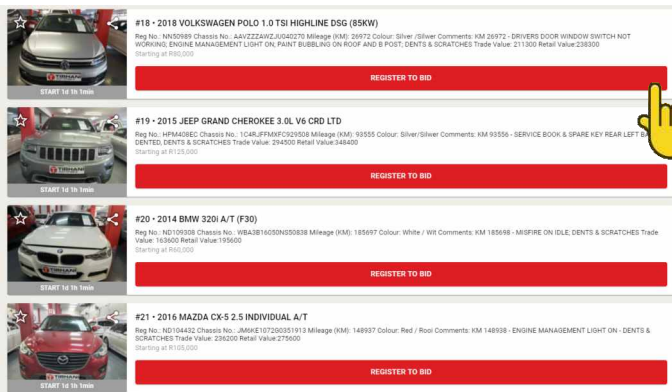 #18 • 2018 VOLKSWAGEN POLO 1.0 TSI HIGHLINE DSG (85KW)
Reg No.: NN50989 Chassis No.: AAVZZZAWZJU040270 Mileage (KM): 26972 Colour: Silver /Silwer Comments: KM 26972 - DRIVERS DOOR WINDOW SWITCH NOT
WORKING; ENGINE MANAGEMENT LIGHT ON; PAINT BUBBLING ON ROOF AND B POST; DENTS & SCRATCHES Trade Value: 211300 Retail Value:238300
Starting at R80,000
REGISTER TO BID
TIRHANI
START 1d 1h 1min
#19 • 2015 JEEP GRAND CHEROKEE 3.0L V6 CRD LTD
Reg No.: HPM408EC Chassis No.: 1C4RJFFMXFC929508 Mileage (KM): 93555 Colour: Silver/Silwer Comments: KM 93556 - SERVICE BOOK & SPARE KEY REAR LEFT
DENTED, DENTS & SCRATCHES Trade Value: 294500 Retail Value:348400
Starting at R125,000
REGISTER TO BID
TIRHANI
START 1d 1h 1min
#20 • 2014 BMW 320i A/T (F30)
Reg No.: ND109308 Chassis No.: WBA3B16050NS50838 Mileage (KM): 185697 Colour: White / Wit Comments: KM 185698 - MISFIRE ON IDLE; DENTS & SCRATCHES Trade
Value: 163600 Retail Value:195600
Starting at R60,000
REGISTER TO BID
TIRHANI
START 1d 1h 1min
#21 • 2016 MAZDA CX-5 2.5 INDIVIDUAL A/T
Reg No.: ND104432 Chassis No.: JM6KE1072G0351913 Mileage (KM): 148937 Colour: Red / Rooi Comments: KM 148938 - ENGINE MANAGEMENT LIGHT ON - DENTS &
SCRATCHES Trade Value: 236200 Retail Value:275600
Starting at R105,000
REGISTER TO BID
TIRHANI
START 1d 1h 1min